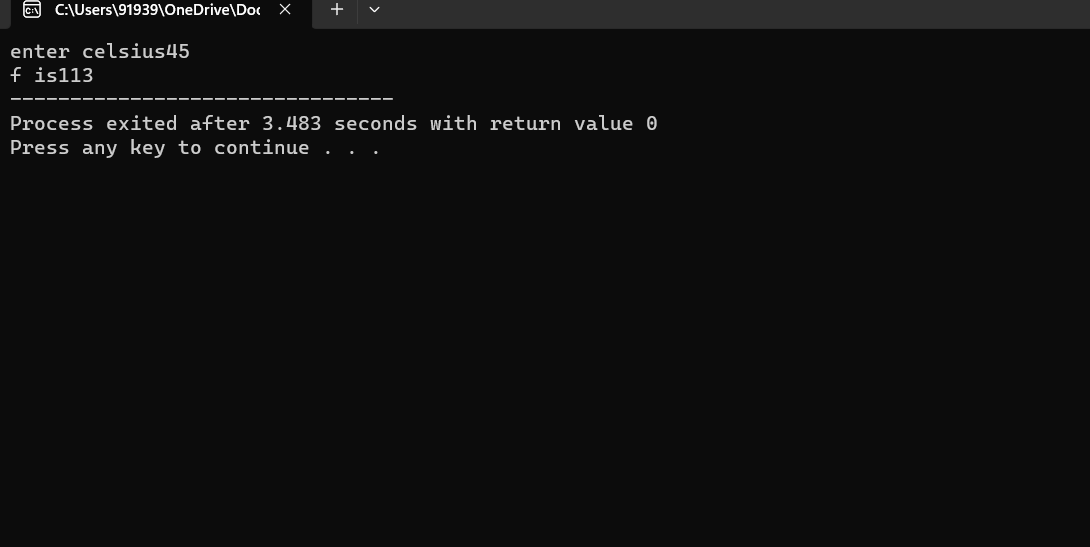 C:\Users\91939\OneDrive\Doc
enter celsius45
f is113
--------------------------------
Process exited after 3.483 seconds with return value 0
Press any key to continue . . .